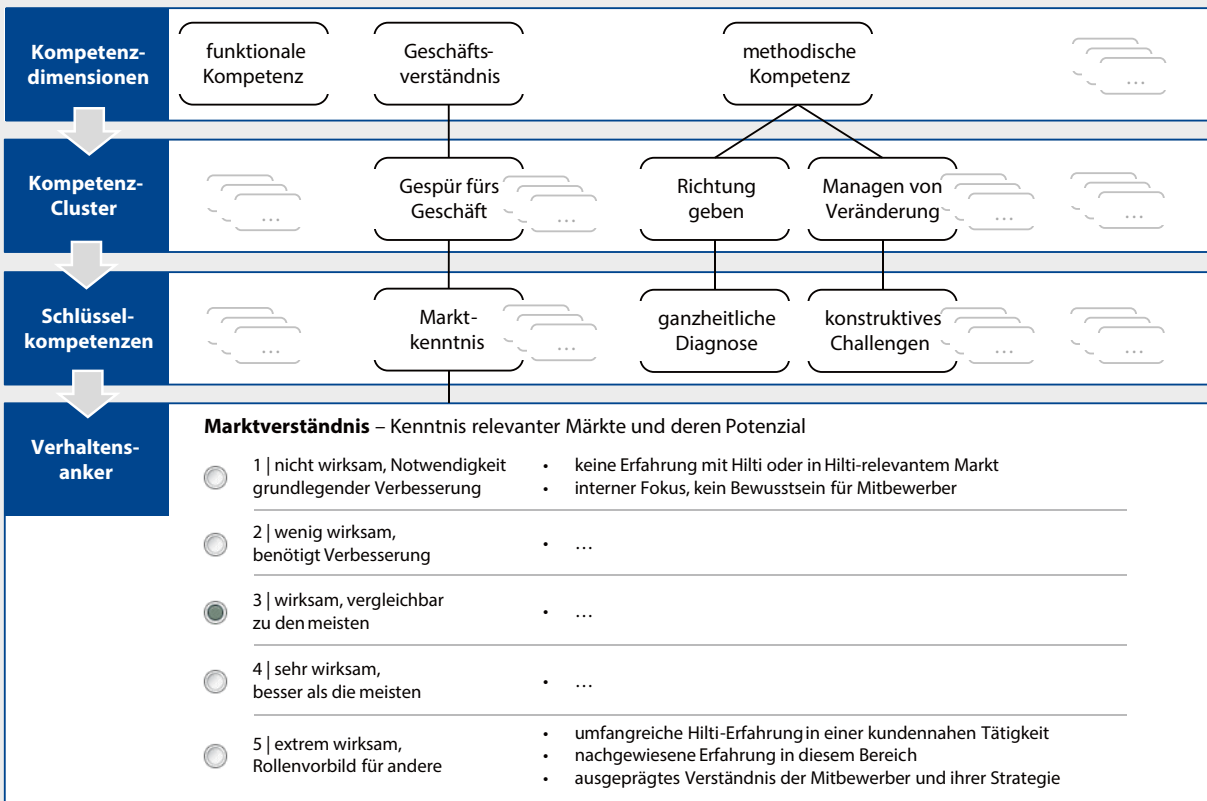 Kompetenz-
dimensionen
funktionale
Kompetenz
Geschäfts-
verständnis
methodische
Kompetenz
…
Kompetenz-
Cluster
…
Gespür fürs
Geschäft
…
Richtung
geben
Managen von
Veränderung
…
…
Schlüssel-
kompetenzen
…
Markt-
kenntnis
…
ganzheitliche
Diagnose
konstruktives
Challengen
…
…
Verhaltens-
anker
Marktverständnis – Kenntnis relevanter Märkte und deren Potenzial
1 | nicht wirksam, Notwendigkeit
grundlegender Verbesserung
• keine Erfahrung mit Hilti oder in Hilti-relevantem Markt
• interner Fokus, kein Bewusstsein für Mitbewerber
2 | wenig wirksam,
benötigt Verbesserung
• …
3 | wirksam, vergleichbar
zu den meisten
• …
4 | sehr wirksam,
besser als die meisten
• …
5 | extrem wirksam,
Rollenvorbild für andere
• umfangreiche Hilti-Erfahrung in einer kundennahen Tätigkeit
• nachgewiesene Erfahrung in diesem Bereich
• ausgeprägtes Verständnis der Mitbewerber und ihrer Strategie